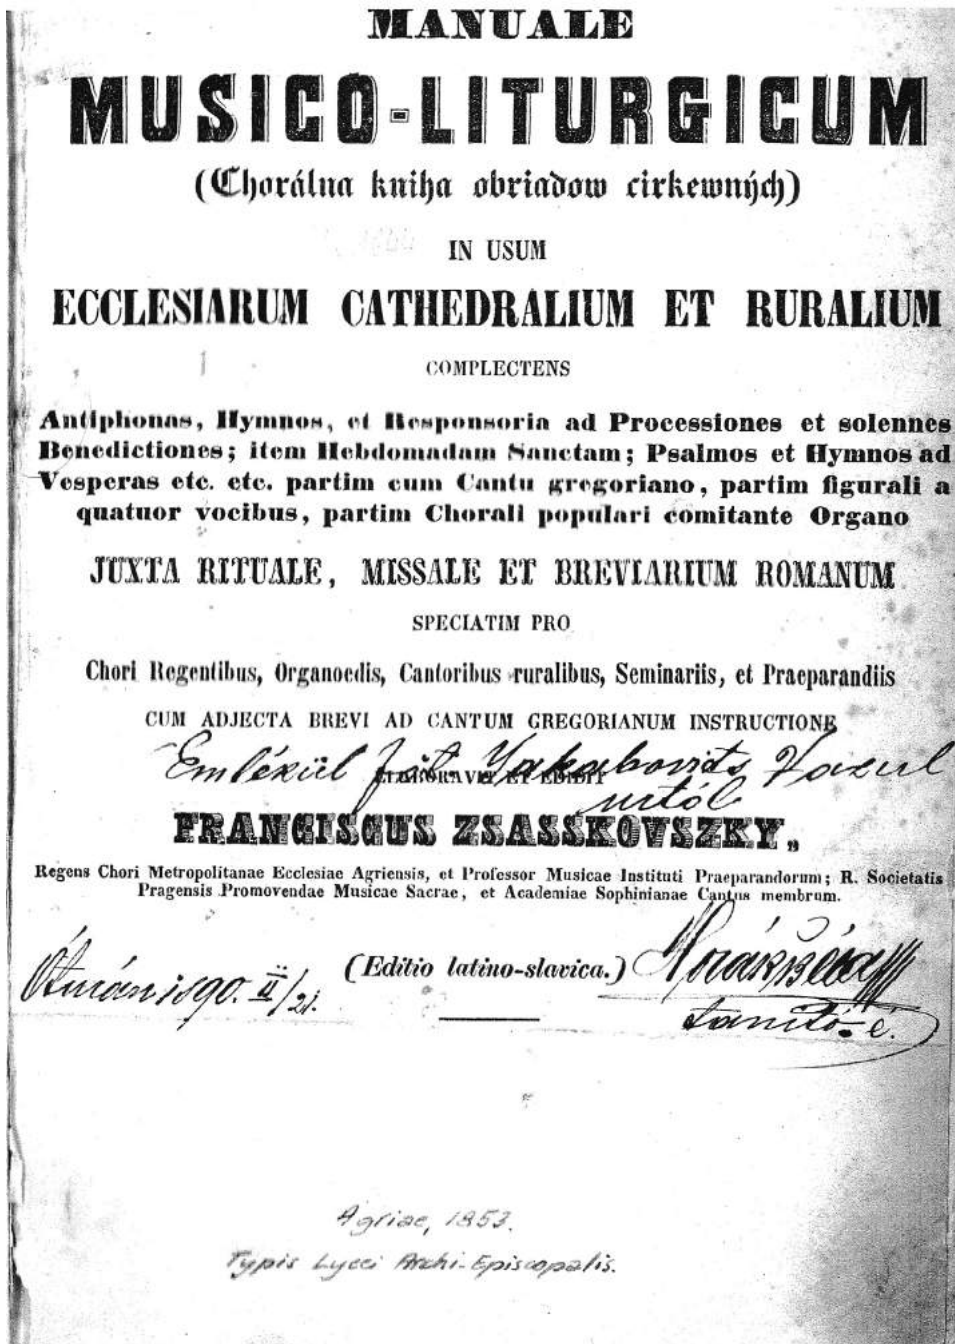 MANUALE
MUSICO-LITURGICUM
(Chorálna kniha obriadow cirkewných)
IN USUM
ECCLESIARUM CATHEDRALIUM ET RURALIUM
COMPLECTENS
Antiphonas, Hymnos, et Responsoria ad Processiones et solennes
Benedictiones; item Hebdomadam Sanctam; Psalmos et Hymnos ad
Vesperas etc. etc. partim cum Cantu gregoriano, partim figurali a
quatuor vocibus, partim Chorali populari comitante Organo
JUXTA RITUALE, MISSALE ET BREVIARIUM ROMANUM
SPECIATIM PRO
Chori Regentibus, Organoedis, Cantoribus ruralibus, Seminariis, et Praeparandiis
CUM ADJECTA BREVI AD CANTUM GREGORIANUM INSTRUCTIONE
Emlékül Jakabovits Vazul
ELABORAVIT ET EDIDIT
úrtól
FRANCISCUS ZSASSKOVSZKY,
Regens Chori Metropolitanae Ecclesiae Agriensis, et Professor Musicae Instituti Praeparandorum; R. Societatis
Pragensis Promovendae Musicae Sacrae, et Academiae Sophinianae Cantus membrum.
(Editio latino-slavica.)
1890. II/21.
tanító
Agriae, 1853.
Typis Lycei Archi-Episcopalis.